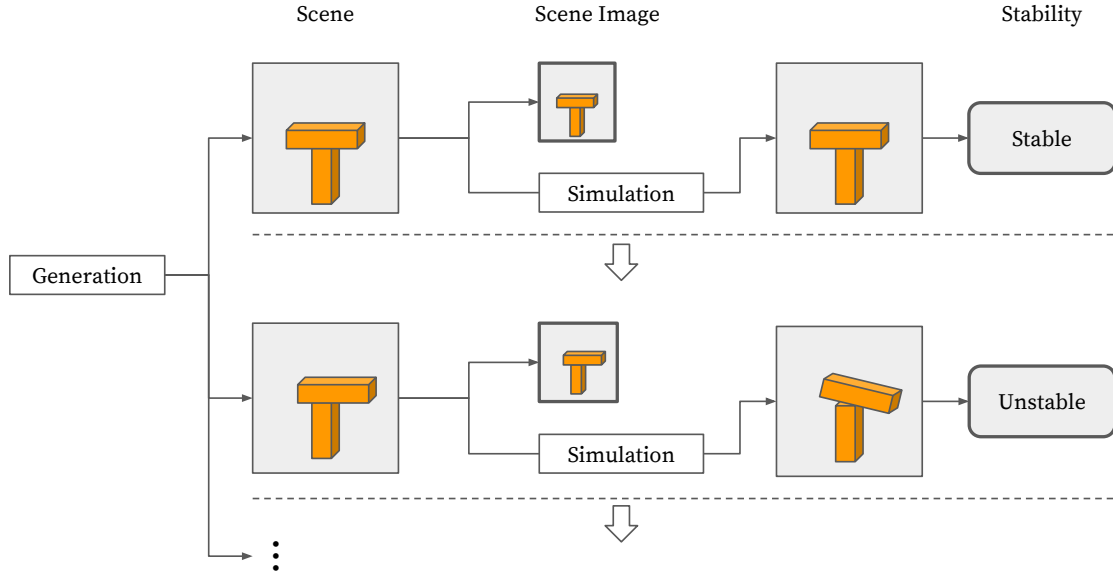 Scene
Scene Image
Stability
Stable
Simulation
Generation
Unstable
Simulation